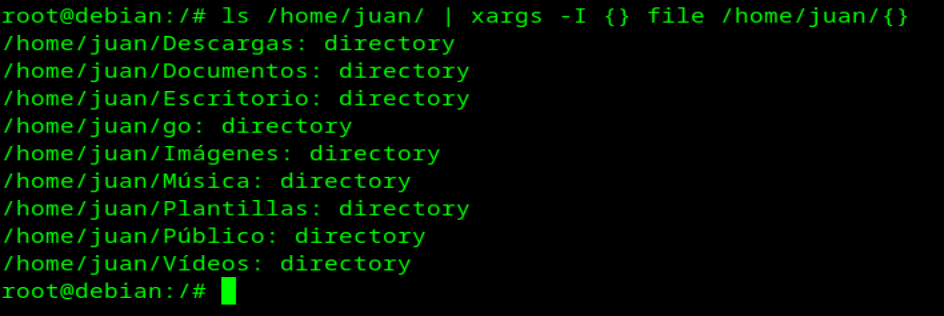 root@debian:/# ls /home/juan/ | xargs -I {} file /home/juan/{}
/home/juan/Descargas: directory
/home/juan/Documentos: directory
/home/juan/Escritorio: directory
/home/juan/go: directory
/home/juan/Imágenes: directory
/home/juan/Música: directory
/home/juan/Plantillas: directory
/home/juan/Público: directory
/home/juan/Vídeos: directory
root@debian:/#